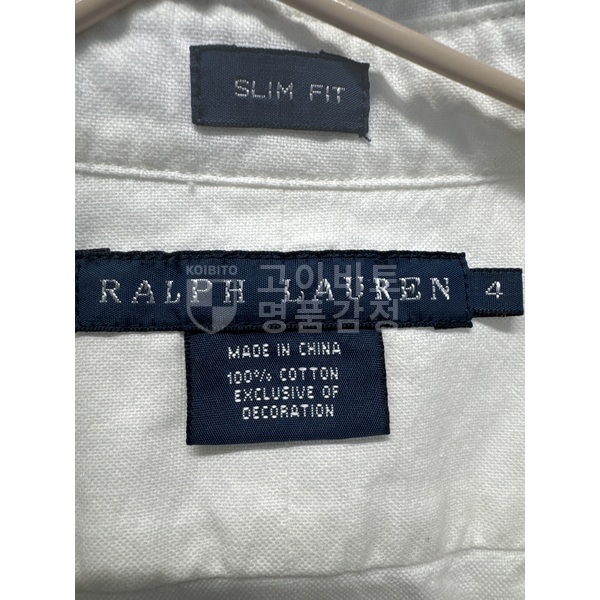 SLIM FIT
KOIBITO 고이비토
명품감정
RALPH LAUREN 4
MADE IN CHINA
100% COTTON
EXCLUSIVE OF
DECORATION